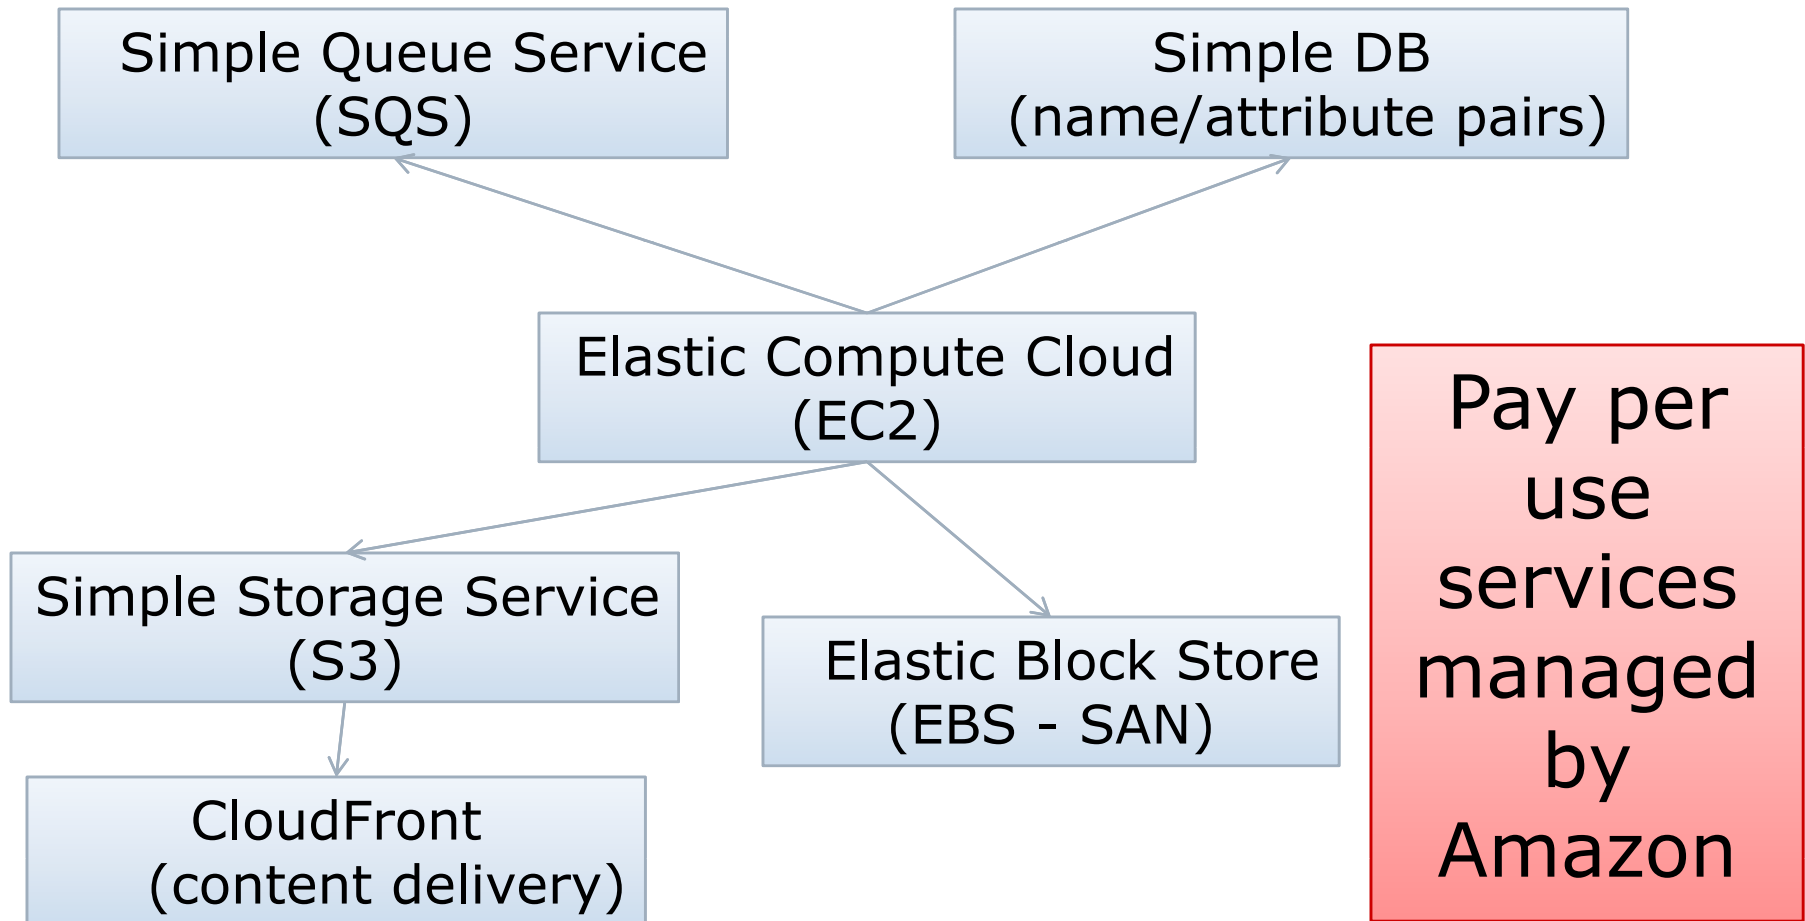 Simple Queue Service
(SQS)
Simple DB
(name/attribute pairs)
Elastic Compute Cloud
(EC2)
Pay per
use
services
managed
by
Amazon
Simple Storage Service
(S3)
Elastic Block Store
(EBS - SAN)
CloudFront
(content delivery)